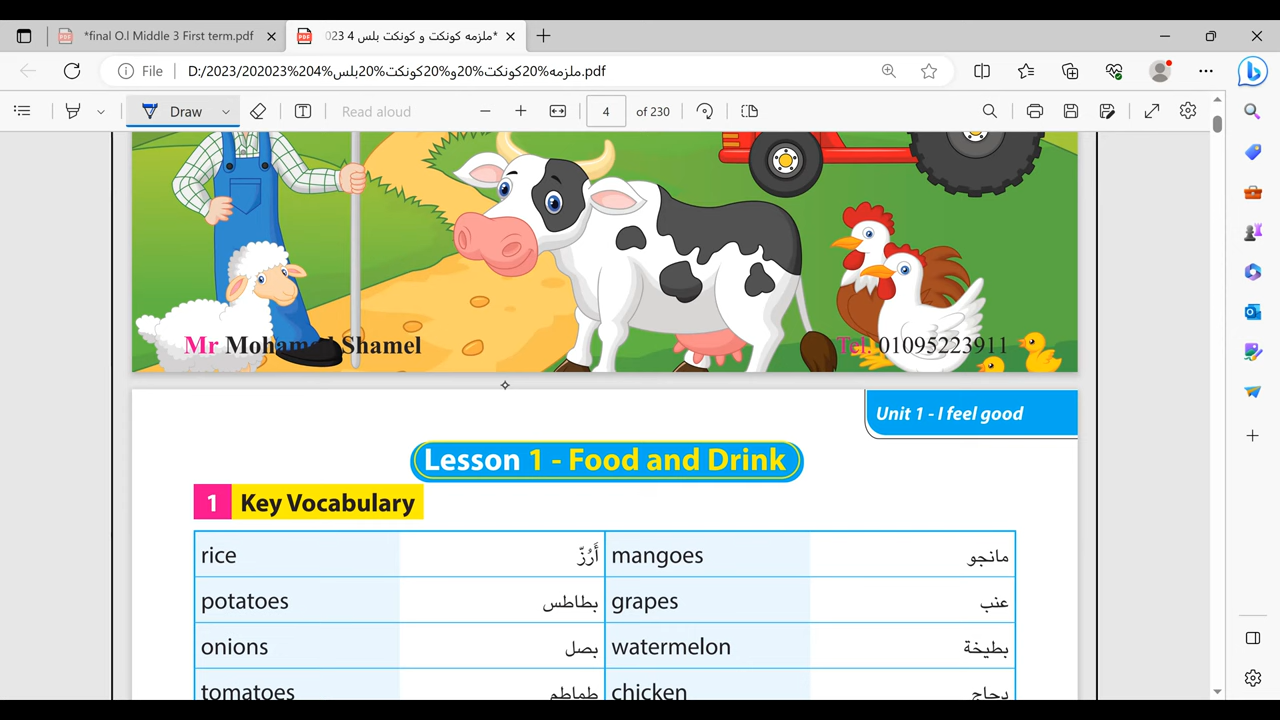 *final O.l Middle 3 First term.pdf
*ملزمه كونكت و كونكت بلس 4 023
File
D:/2023/202023%204%ملزمه%20كونكت%20و%20كونكت%20بلس.pdf
Draw
Read aloud
4 of 230
Mr Mohamed Shamel
Tel. 01095223911
Unit 1 - I feel good
Lesson 1 - Food and Drink
1 Key Vocabulary
rice أَرُزّ mangoes مانجو
potatoes بطاطس grapes عنب
onions بصل watermelon بطيخة
tomatoes طماطم chicken دجاج